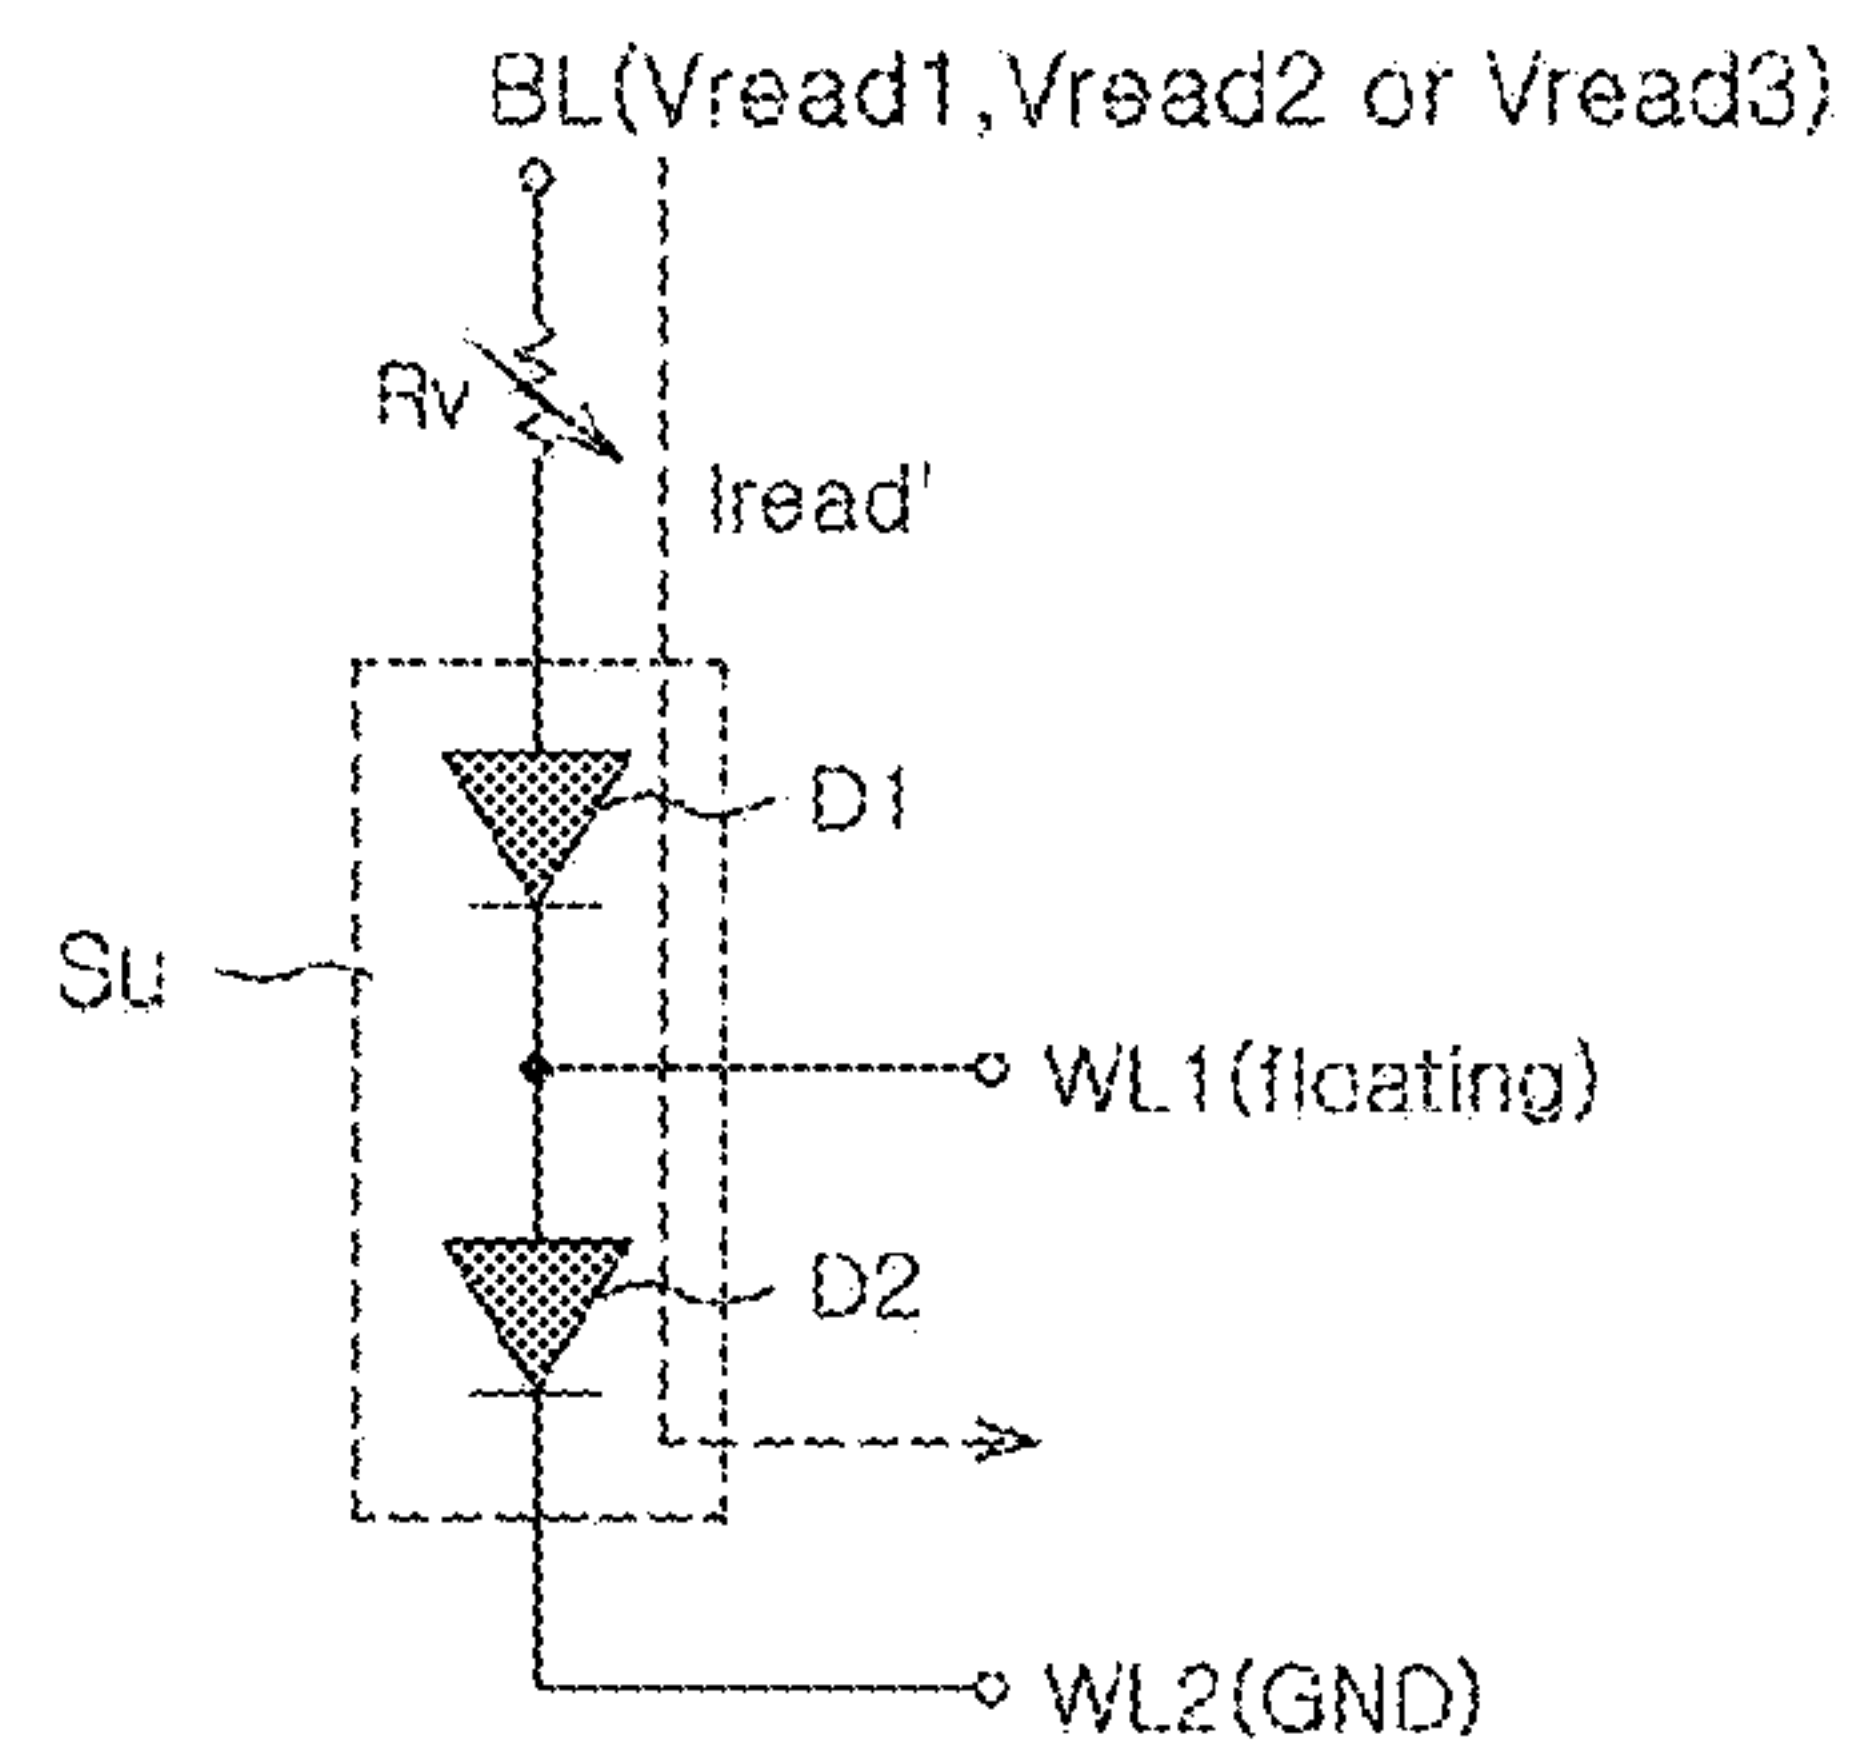 BL(Vread1,Vread2 or Vread3)
Rv
Iread'
D1
Su
WL1(floating)
D2
WL2(GND)